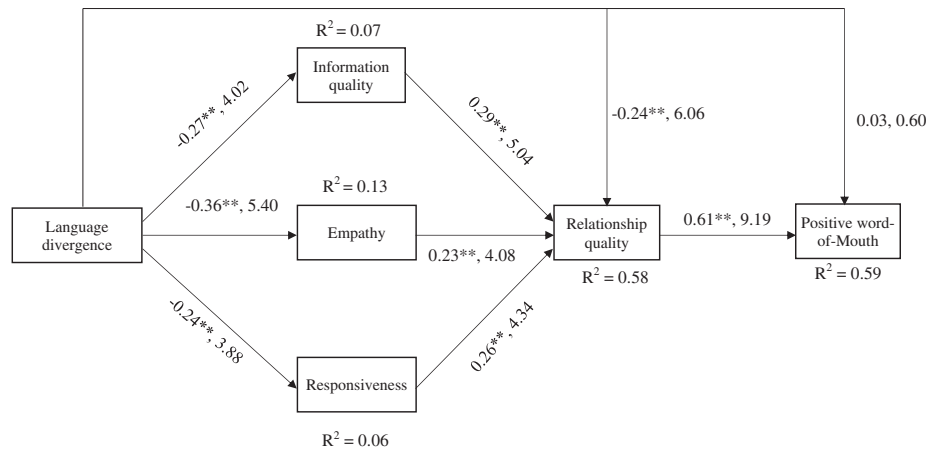 R² = 0.07
Information
quality
-0.27**, 4.02
0.29**, 5.04
-0.24**, 6.06
0.03, 0.60
R² = 0.13
-0.36**, 5.40
Language
divergence
Empathy
0.23**, 4.08
Relationship
quality
R² = 0.58
0.61**, 9.19
Positive word-
of-Mouth
R² = 0.59
-0.24**, 3.88
0.26**, 4.34
Responsiveness
R² = 0.06